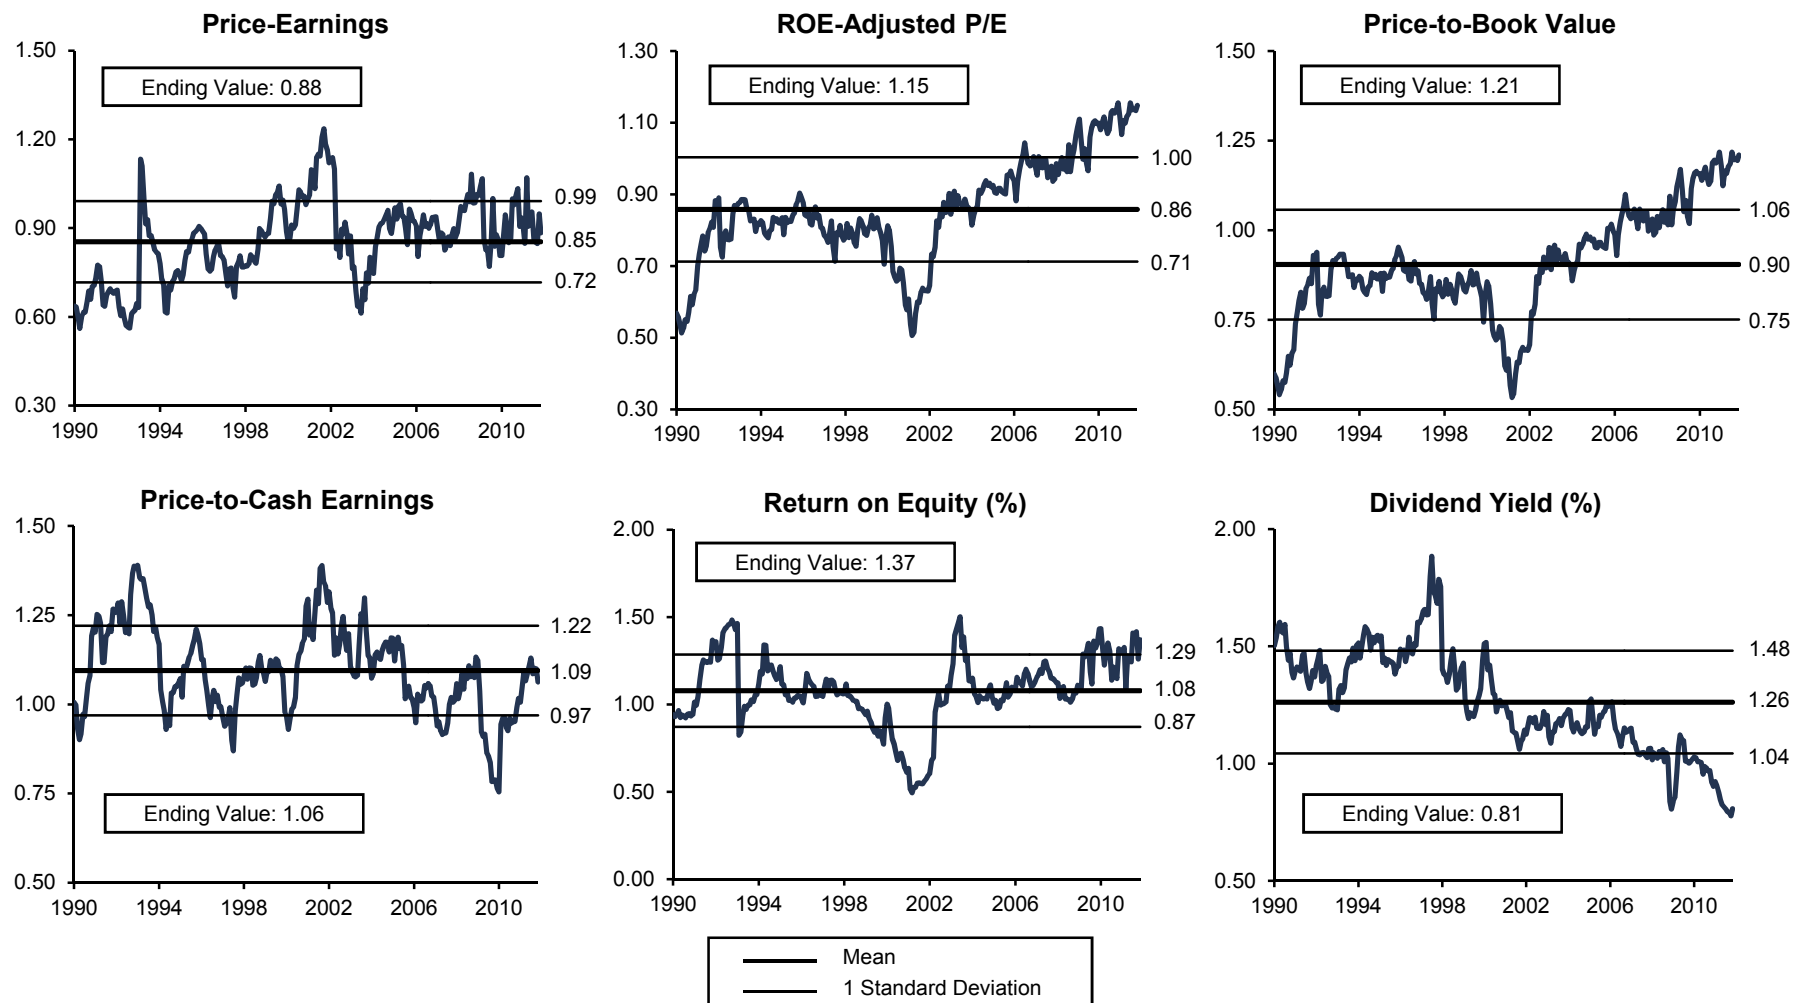 Price-Earnings
1.50
1.20
0.90
0.60
0.30
Ending Value: 0.88
0.99
0.85
0.72
1990 1994 1998 2002 2006 2010
ROE-Adjusted P/E
1.30
1.10
0.90
0.70
0.50
0.30
Ending Value: 1.15
1.00
0.86
0.71
1990 1994 1998 2002 2006 2010
Price-to-Book Value
1.50
1.25
1.00
0.75
0.50
Ending Value: 1.21
1.06
0.90
0.75
1990 1994 1998 2002 2006 2010
Price-to-Cash Earnings
1.50
1.25
1.00
0.75
0.50
1.22
1.09
0.97
Ending Value: 1.06
1990 1994 1998 2002 2006 2010
Return on Equity (%)
2.00
1.50
1.00
0.50
0.00
Ending Value: 1.37
1.29
1.08
0.87
1990 1994 1998 2002 2006 2010
Dividend Yield (%)
2.00
1.50
1.00
0.50
1.48
1.26
1.04
Ending Value: 0.81
1990 1994 1998 2002 2006 2010
Mean
1 Standard Deviation